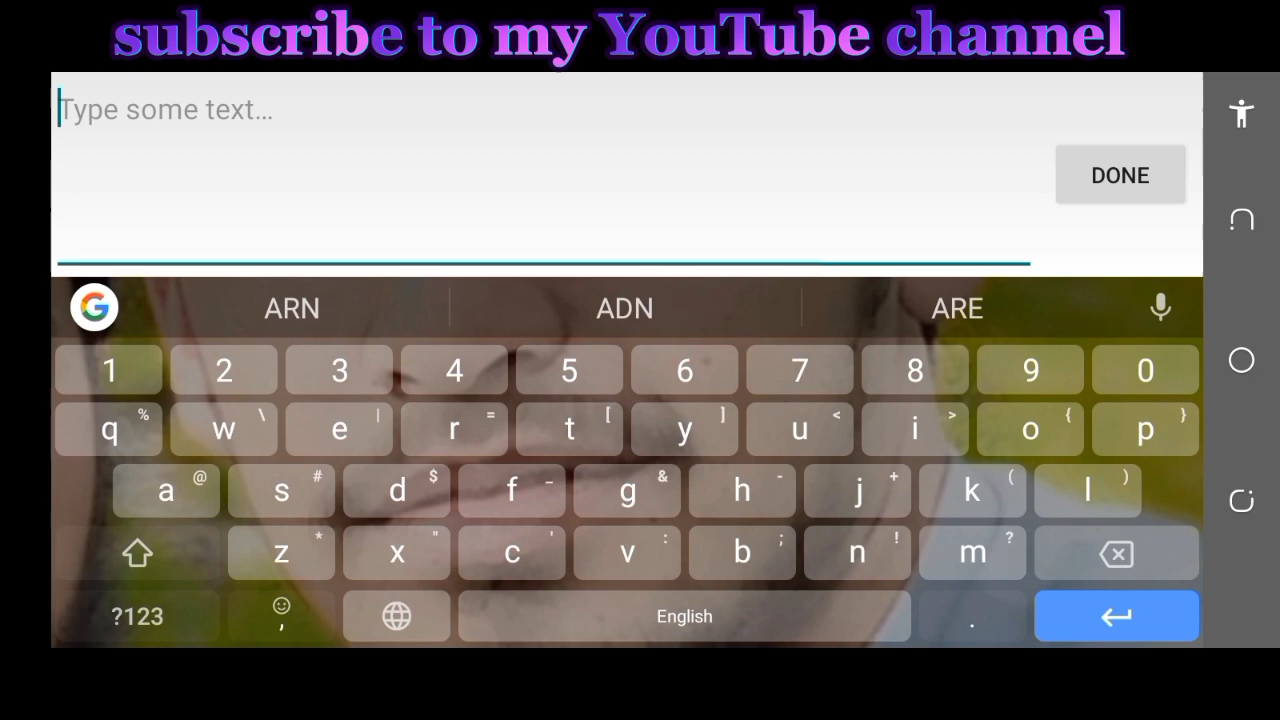 subscribe to my YouTube channel
Type some text...
DONE
ARN ADN ARE
1 2 3 4 5 6 7 8 9 0
q % w \ e | r = t [ y ] u < i > o { p }
a @ s # d $ f _ g & h - j + k ( l )
z * x " c ' v : b ; n ! m ?
?123 , English .